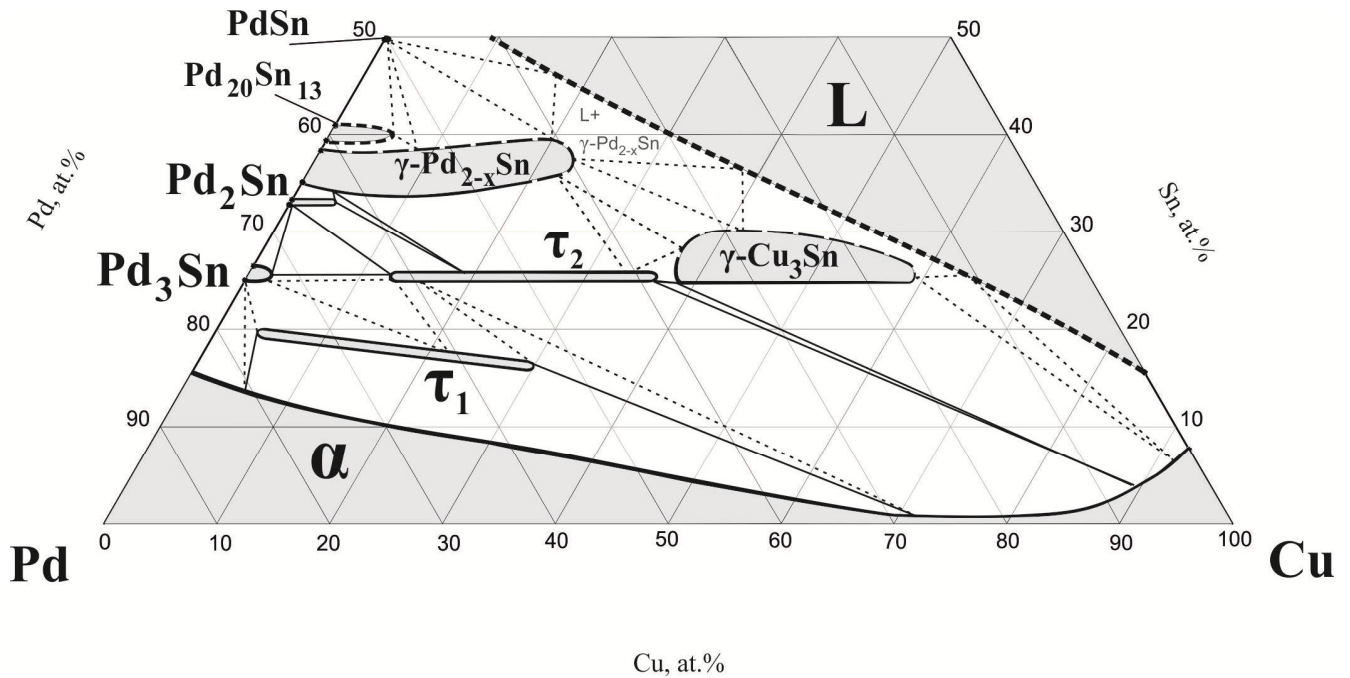 PdSn
50
50
Pd20Sn13
L
60
L+
γ-Pd2-xSn
40
γ-Pd2-xSn
Pd, at.%
Pd2Sn
Sn, at.%
70
30
τ2
γ-Cu3Sn
Pd3Sn
80
20
τ1
90
10
α
Pd
0
10
20
30
40
50
60
70
80
90
100
Cu
Cu, at.%